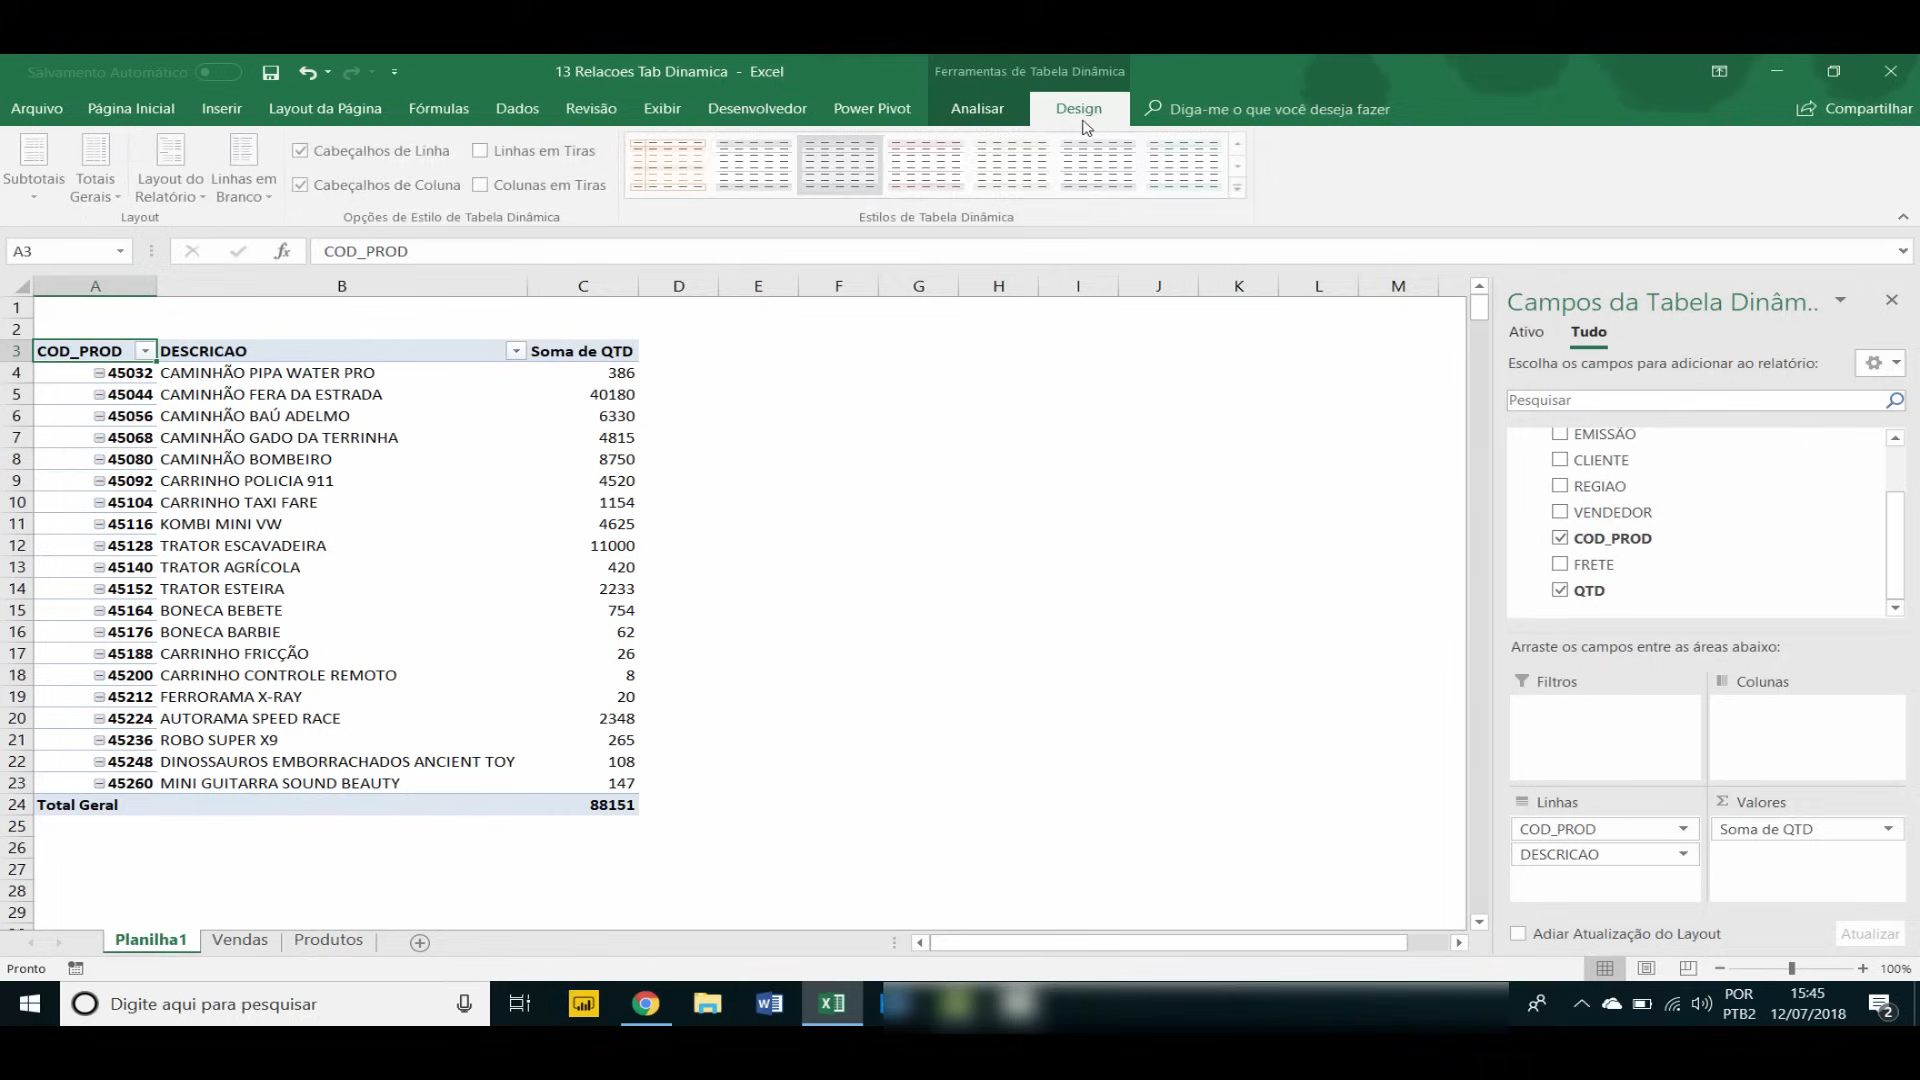 Salvamento Automático
13 Relacoes Tab Dinamica - Excel
Ferramentas de Tabela Dinâmica
Arquivo Página Inicial Inserir Layout da Página Fórmulas Dados Revisão Exibir Desenvolvedor Power Pivot Analisar Design Diga-me o que você deseja fazer Compartilhar
Subtotais
Totais Gerais
Layout do Relatório
Linhas em Branco
Cabeçalhos de Linha Linhas em Tiras
Cabeçalhos de Coluna Colunas em Tiras
Layout Opções de Estilo de Tabela Dinâmica Estilos de Tabela Dinâmica
A3 fx COD_PROD
A B C D E F G H I J K L M
1
2
3 COD_PROD DESCRICAO Soma de QTD
4 45032 CAMINHÃO PIPA WATER PRO 386
5 45044 CAMINHÃO FERA DA ESTRADA 40180
6 45056 CAMINHÃO BAÚ ADELMO 6330
7 45068 CAMINHÃO GADO DA TERRINHA 4815
8 45080 CAMINHÃO BOMBEIRO 8750
9 45092 CARRINHO POLICIA 911 4520
10 45104 CARRINHO TAXI FARE 1154
11 45116 KOMBI MINI VW 4625
12 45128 TRATOR ESCAVADEIRA 11000
13 45140 TRATOR AGRÍCOLA 420
14 45152 TRATOR ESTEIRA 2233
15 45164 BONECA BEBETE 754
16 45176 BONECA BARBIE 62
17 45188 CARRINHO FRICÇÃO 26
18 45200 CARRINHO CONTROLE REMOTO 8
19 45212 FERRORAMA X-RAY 20
20 45224 AUTORAMA SPEED RACE 2348
21 45236 ROBO SUPER X9 265
22 45248 DINOSSAUROS EMBORRACHADOS ANCIENT TOY 108
23 45260 MINI GUITARRA SOUND BEAUTY 147
24 Total Geral 88151
25
26
27
28
29
Campos da Tabela Dinâm..
Ativo Tudo
Escolha os campos para adicionar ao relatório:
Pesquisar
EMISSÃO
CLIENTE
REGIAO
VENDEDOR
COD_PROD
FRETE
QTD
Arraste os campos entre as áreas abaixo:
Filtros Colunas
Linhas Valores
COD_PROD Soma de QTD
DESCRICAO
Adiar Atualização do Layout Atualizar
Planilha1 Vendas Produtos
Pronto 100%
Digite aqui para pesquisar
POR
PTB2
15:45
12/07/2018
2